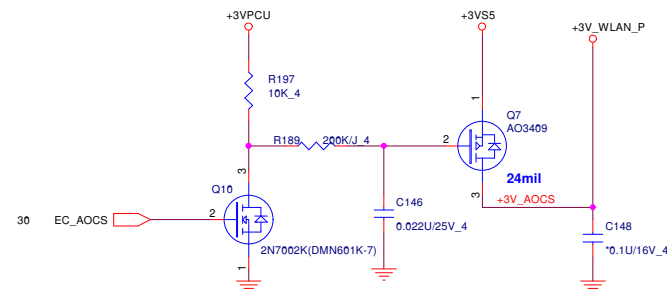 +3VPCU
+3VS5
+3V_WLAN_P
R197
10K_4
1
Q7
AO3409
R189
200K/J_4
2
3
24mil
Q10
3
+3V_AOCS
C146
0.022U/25V_4
C148
*0.1U/16V_4
30
EC_AOCS
2
2N7002K(DMN601K-7)
1